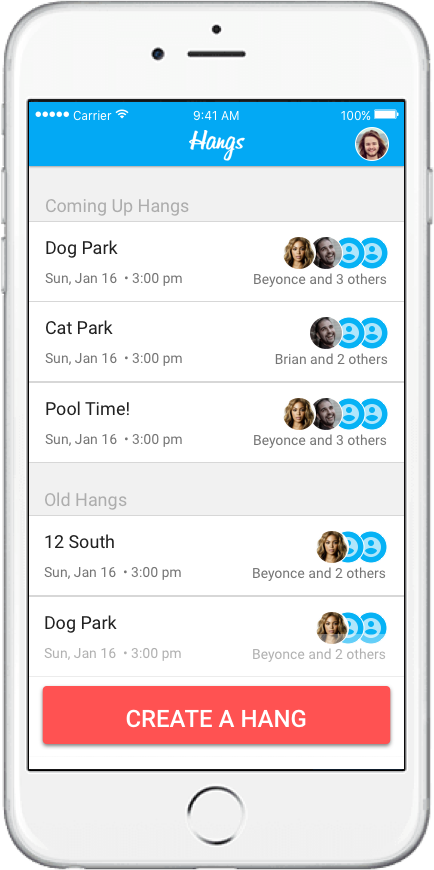 Carrier 9:41 AM 100%
Hangs
Coming Up Hangs
Dog Park
Sun, Jan 16 • 3:00 pm Beyonce and 3 others
Cat Park
Sun, Jan 16 • 3:00 pm Brian and 2 others
Pool Time!
Sun, Jan 16 • 3:00 pm Beyonce and 3 others
Old Hangs
12 South
Sun, Jan 16 • 3:00 pm Beyonce and 2 others
Dog Park
Sun, Jan 16 • 3:00 pm Beyonce and 2 others
CREATE A HANG